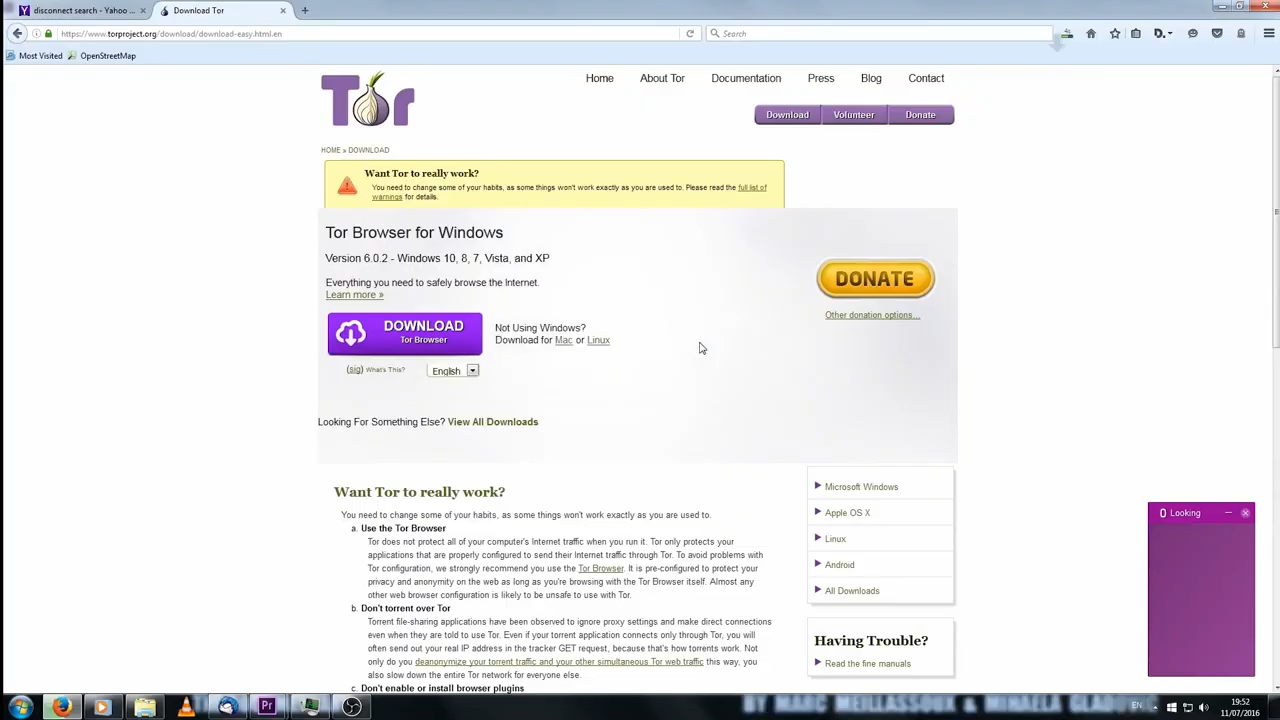 disconnect search - Yahoo ...
Download Tor
https://www.torproject.org/download/download-easy.html.en
Search
Most Visited
OpenStreetMap
Tor
Home
About Tor
Documentation
Press
Blog
Contact
Download
Volunteer
Donate
HOME » DOWNLOAD
Want Tor to really work?
You need to change some of your habits, as some things won't work exactly as you are used to. Please read the full list of
warnings for details.
Tor Browser for Windows
Version 6.0.2 - Windows 10, 8, 7, Vista, and XP
Everything you need to safely browse the Internet.
Learn more »
DONATE
Other donation options...
DOWNLOAD
Tor Browser
Not Using Windows?
Download for Mac or Linux
(sig) What's This?
English
Looking For Something Else? View All Downloads
Want Tor to really work?
You need to change some of your habits, as some things won't work exactly as you are used to.
a. Use the Tor Browser
Tor does not protect all of your computer's Internet traffic when you run it. Tor only protects your
applications that are properly configured to send their Internet traffic through Tor. To avoid problems with
Tor configuration, we strongly recommend you use the Tor Browser. It is pre-configured to protect your
privacy and anonymity on the web as long as you're browsing with the Tor Browser itself. Almost any
other web browser configuration is likely to be unsafe to use with Tor.
b. Don't torrent over Tor
Torrent file-sharing applications have been observed to ignore proxy settings and make direct connections
even when they are told to use Tor. Even if your torrent application connects only through Tor, you will
often send out your real IP address in the tracker GET request, because that's how torrents work. Not
only do you deanonymize your torrent traffic and your other simultaneous Tor web traffic this way, you
also slow down the entire Tor network for everyone else.
c. Don't enable or install browser plugins
Microsoft Windows
Apple OS X
Linux
Android
All Downloads
Having Trouble?
Read the fine manuals
0 Looking
EN
19:52
11/07/2016